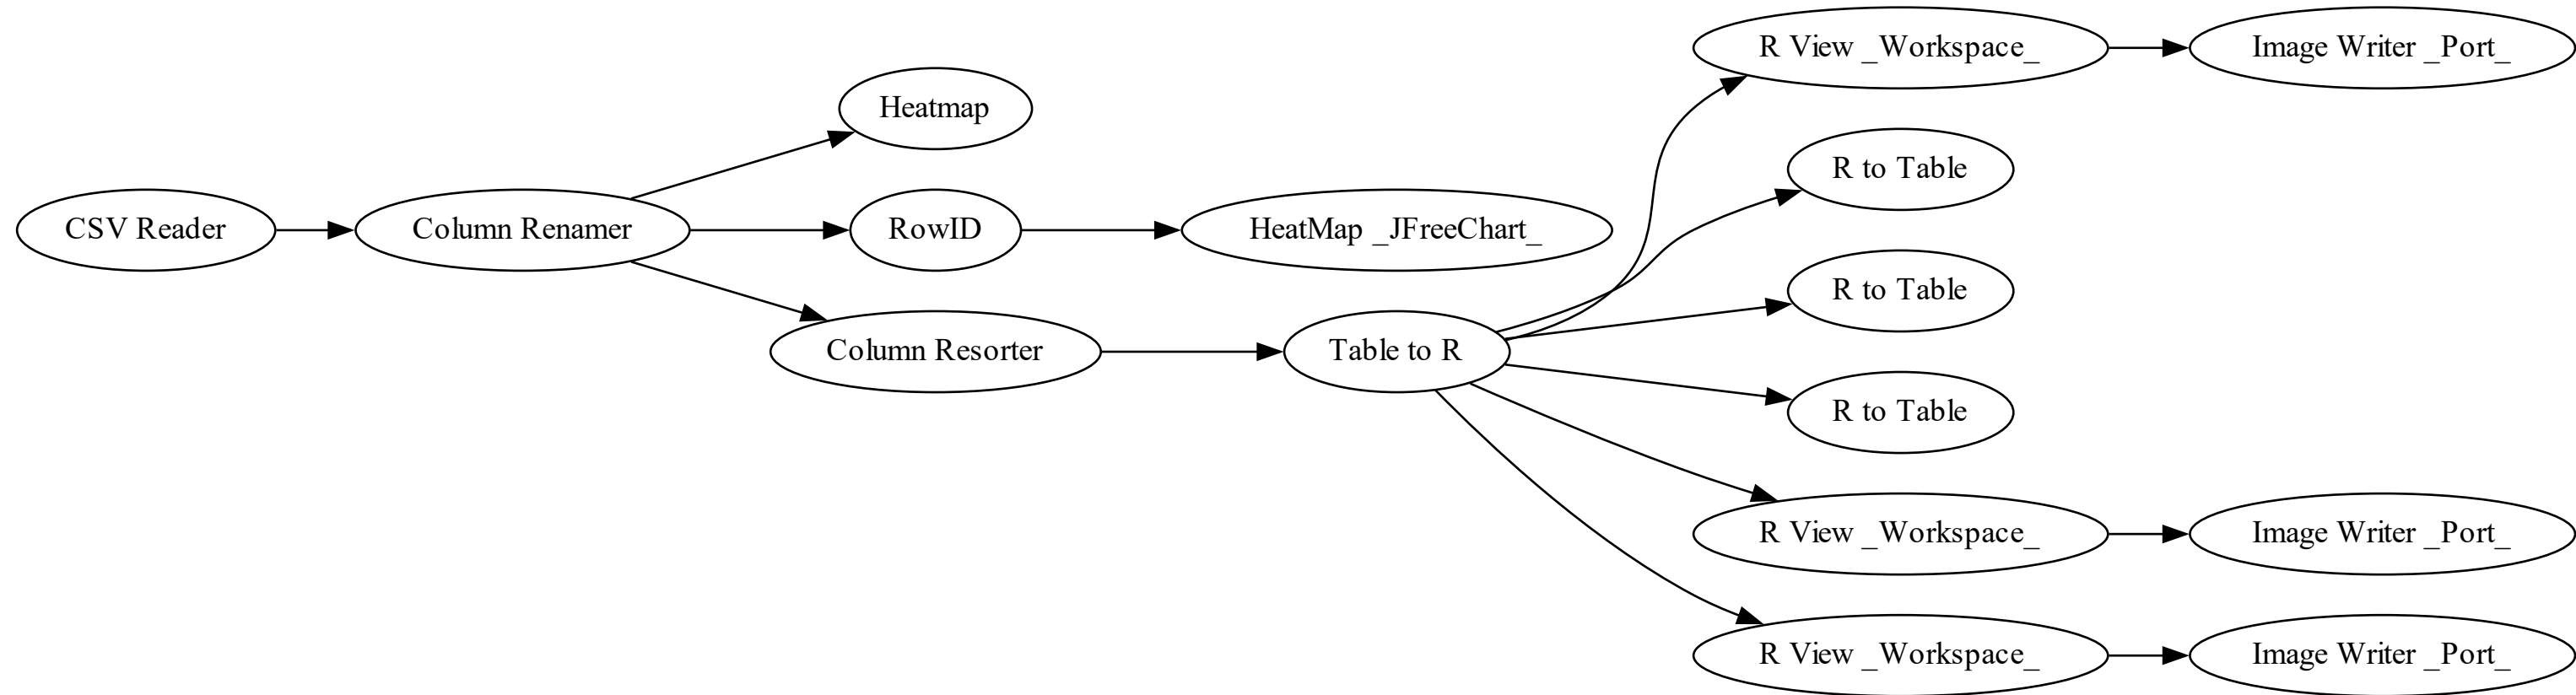 R View _Workspace_
Image Writer _Port_
Heatmap
R to Table
CSV Reader
Column Renamer
RowID
HeatMap _JFreeChart_
R to Table
Column Resorter
Table to R
R to Table
R View _Workspace_
Image Writer _Port_
R View _Workspace_
Image Writer _Port_